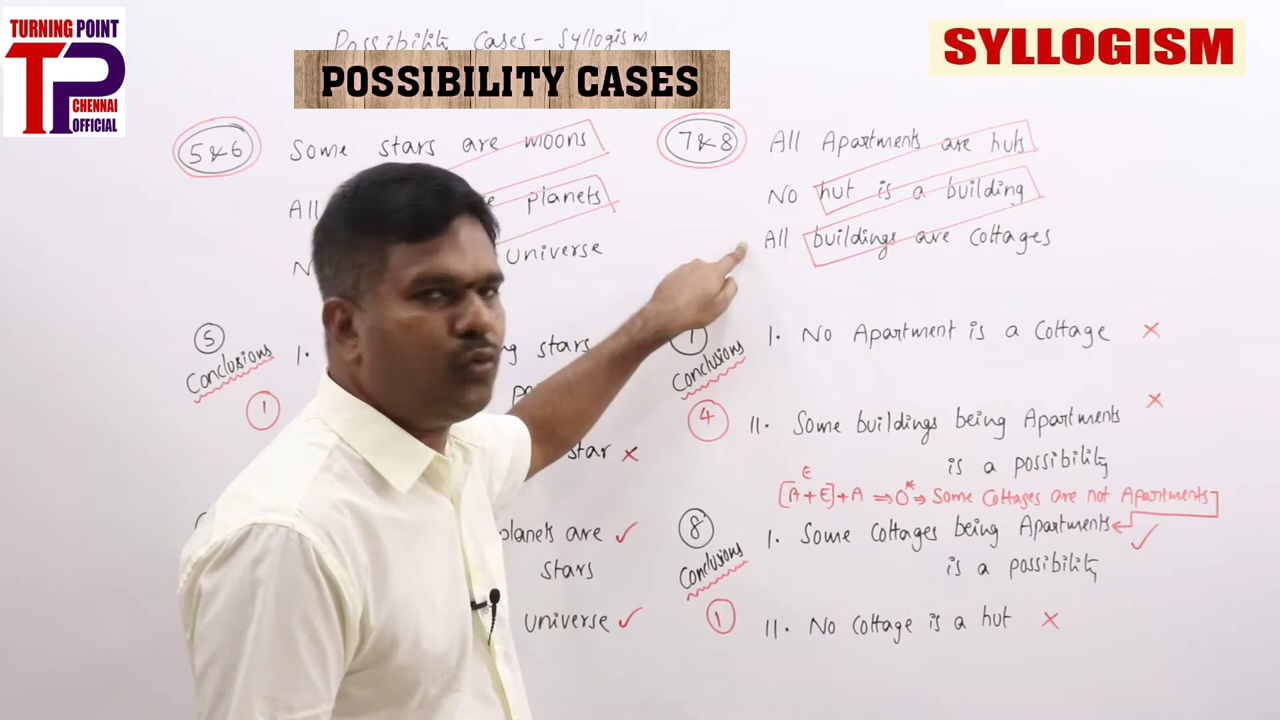 TURNING POINT
TP
CHENNAI
OFFICIAL
SYLLOGISM
Possibility Cases - Syllogism
POSSIBILITY CASES
5 & 6
Some stars are moons
All planets
Universe
5
Conclusions
I.
stars
1
star ×
planets are ✓
stars
universe ✓
7 & 8
All Apartments are huts
No hut is a building
All buildings are Cottages
Conclusions
I. No Apartment is a Cottage ×
4
II. Some buildings being Apartments ×
is a possibility
E
[A+E]+A ⇒ O* ⇒ Some Cottages are not Apartments
8
Conclusions
I. Some Cottages being Apartments ✓
is a possibility
1
II. No Cottage is a hut ×